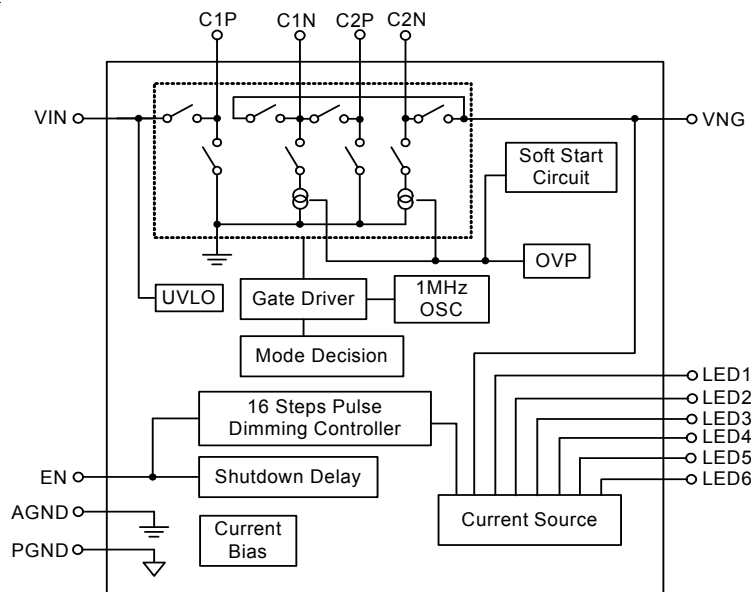 C1P
C1N
C2P
C2N
VIN
VNG
Soft Start
Circuit
OVP
UVLO
Gate Driver
1MHz
OSC
Mode Decision
LED1
LED2
LED3
LED4
LED5
LED6
16 Steps Pulse
Dimming Controller
EN
Shutdown Delay
AGND
PGND
Current
Bias
Current Source